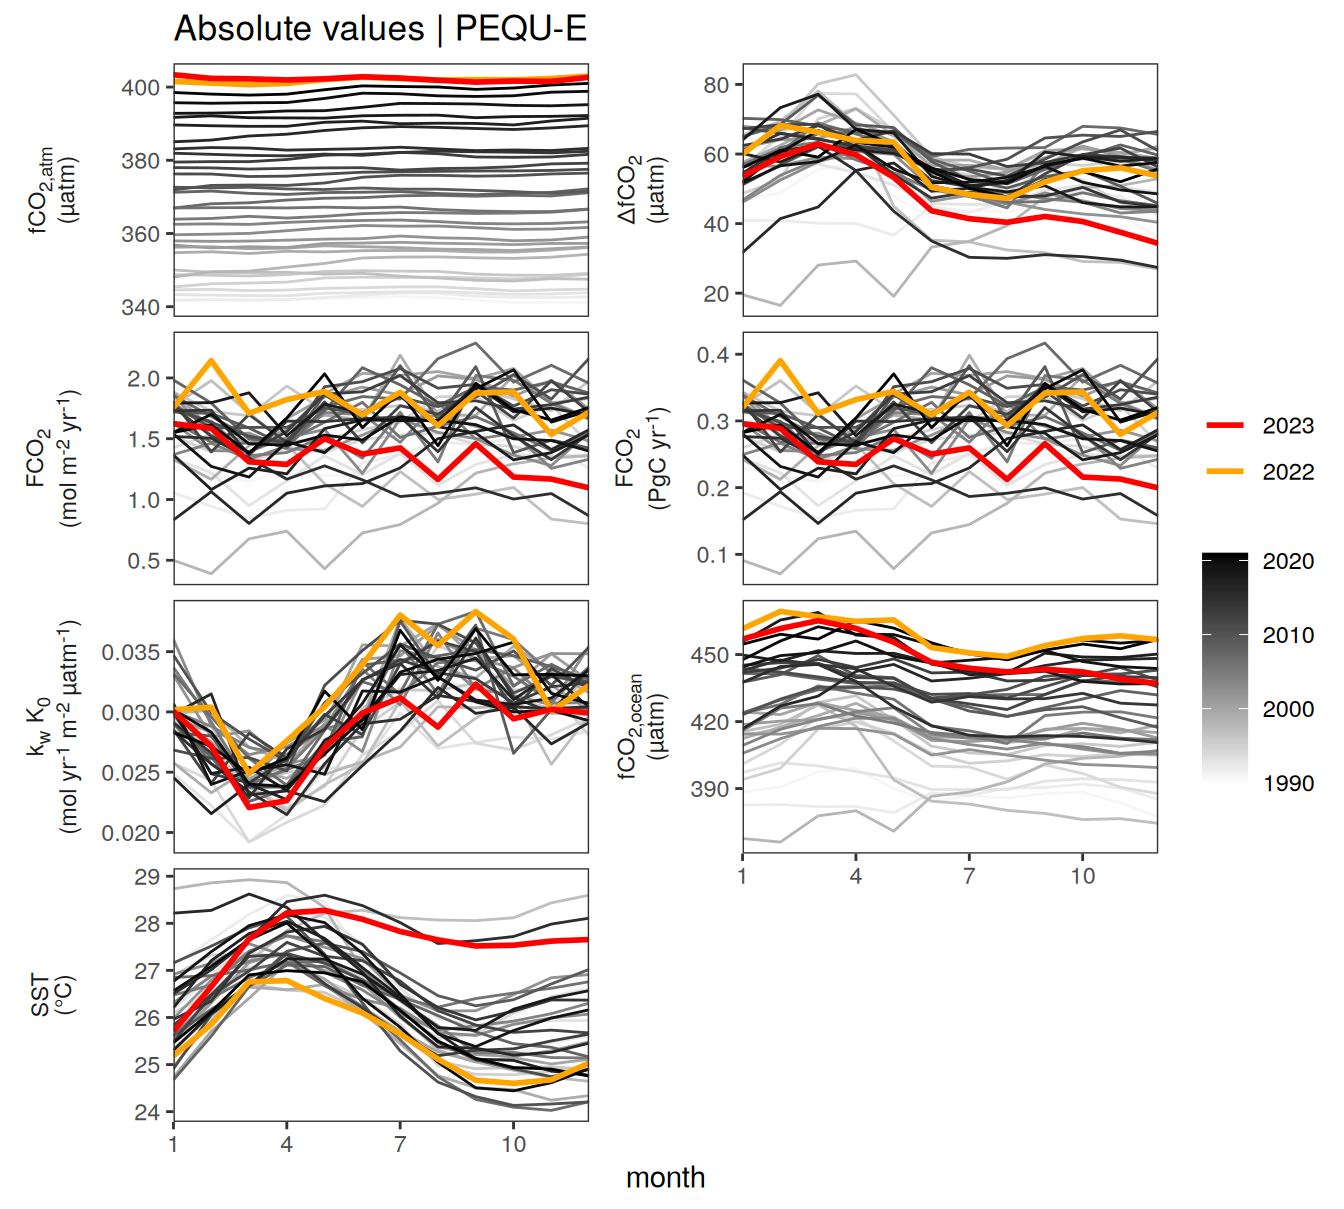 Absolute values | PEQU-E
fCO2,atm
(μatm)
400
380
360
340
ΔfCO2
(μatm)
80
60
40
20
FCO2
(mol m-2 yr-1)
2.0
1.5
1.0
0.5
FCO2
(PgC yr-1)
0.4
0.3
0.2
0.1
kw K0
(mol yr-1 m-2 μatm-1)
0.035
0.030
0.025
0.020
fCO2,ocean
(μatm)
450
420
390
1 4 7 10
SST
(°C)
29
28
27
26
25
24
1 4 7 10
month
2023
2022
2020
2010
2000
1990